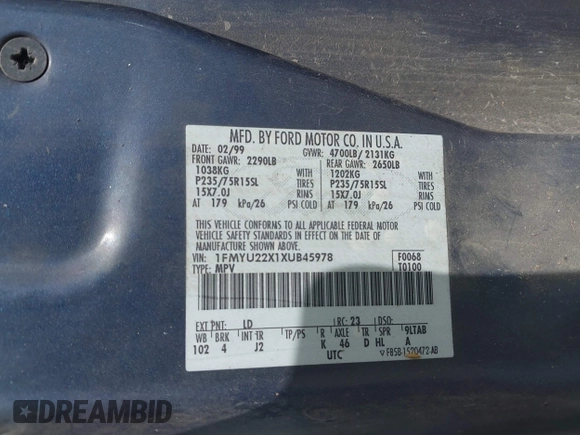 MFD. BY FORD MOTOR CO. IN U.S.A.
DATE: 02/99 GVWR: 4700LB/ 2131KG
FRONT GAWR: 2290LB REAR GAWR: 2650LB
1038KG WITH 1202KG WITH
P235/75R15SL TIRES P235/75R15SL TIRES
15X7.0J RIMS 15X7.0J RIMS
AT 179 kPa/26 PSI COLD AT 179 kPa/26 PSI COLD
THIS VEHICLE CONFORMS TO ALL APPLICABLE FEDERAL MOTOR
VEHICLE SAFETY STANDARDS IN EFFECT ON THE DATE OF
MANUFACTURE SHOWN ABOVE.
VIN: 1FMYU22X1XUB45978 F0068
TYPE: MPV T0100
EXT PNT: LD RC: 23 DSO:
WB BRK INT TR TP/PS R AXLE TR SPR 9LTAB
102 4 J2 K 46 D HL A
UTC F85B-1520472-AB
DREAMBID